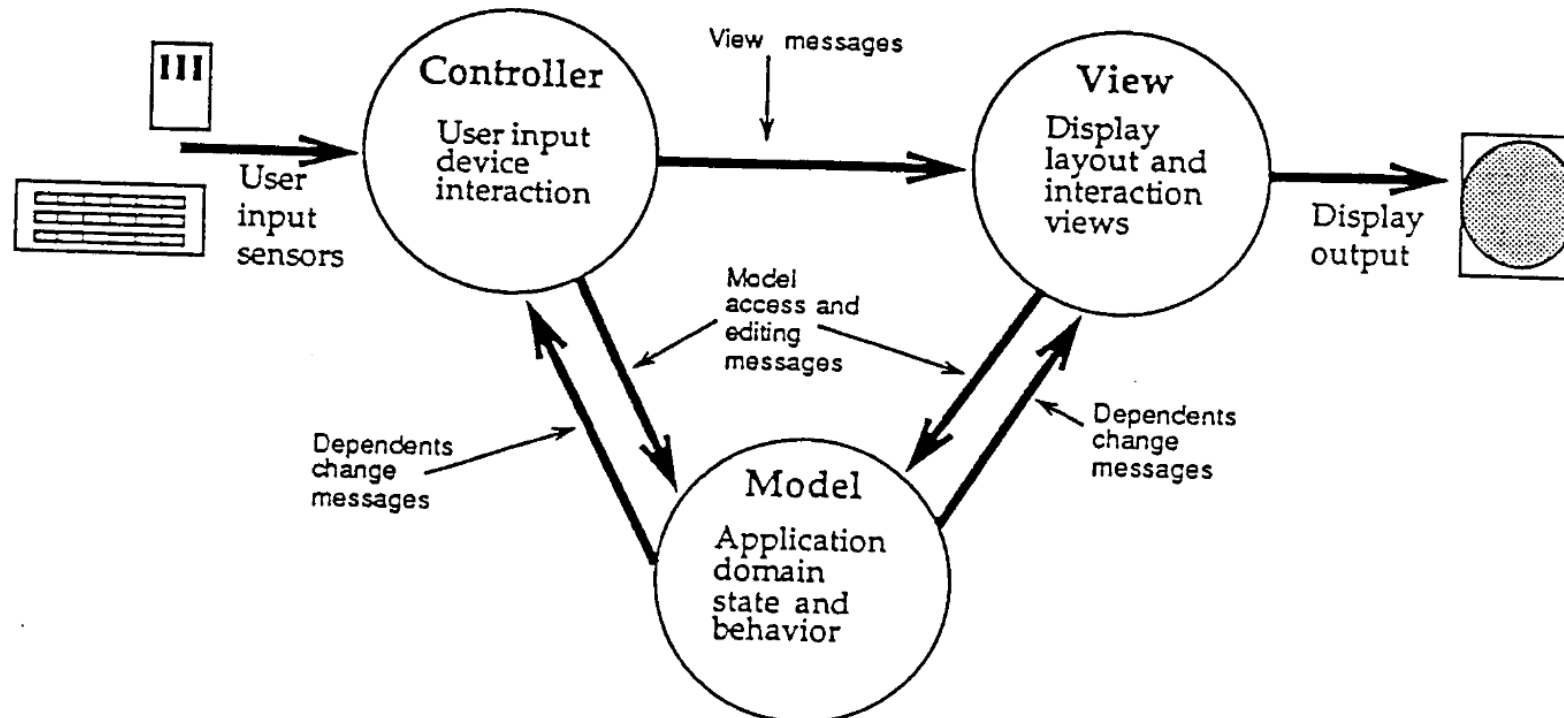 View messages
Controller
User input
device
interaction
View
Display
layout and
interaction
views
User
input
sensors
Display
output
Model
access and
editing
messages
Dependents
change
messages
Dependents
change
messages
Model
Application
domain
state and
behavior